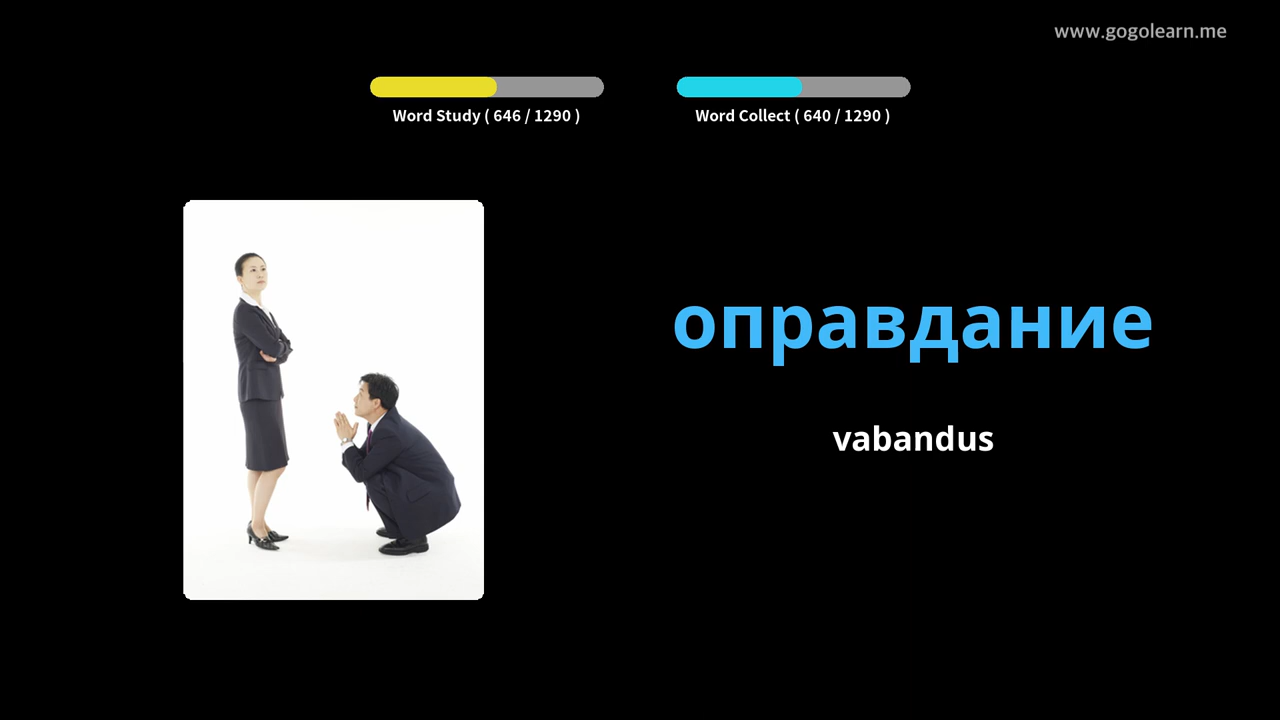 www.gogolearn.me
Word Study ( 646 / 1290 )
Word Collect ( 640 / 1290 )
оправдание
vabandus